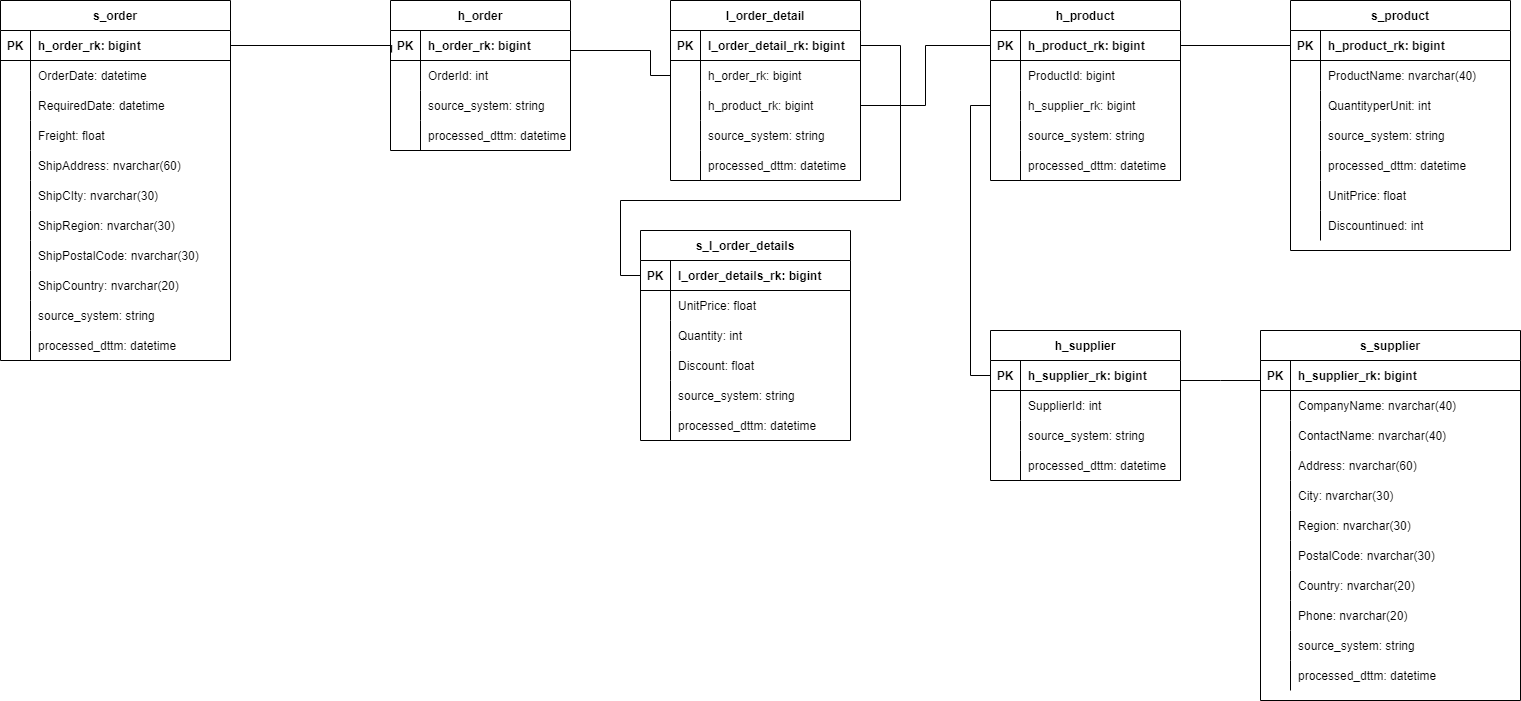 s_order
PK h_order_rk: bigint
OrderDate: datetime
RequiredDate: datetime
Freight: float
ShipAddress: nvarchar(60)
ShipCIty: nvarchar(30)
ShipRegion: nvarchar(30)
ShipPostalCode: nvarchar(30)
ShipCountry: nvarchar(20)
source_system: string
processed_dttm: datetime
h_order
PK h_order_rk: bigint
OrderId: int
source_system: string
processed_dttm: datetime
l_order_detail
PK l_order_detail_rk: bigint
h_order_rk: bigint
h_product_rk: bigint
source_system: string
processed_dttm: datetime
h_product
PK h_product_rk: bigint
ProductId: bigint
h_supplier_rk: bigint
source_system: string
processed_dttm: datetime
s_product
PK h_product_rk: bigint
ProductName: nvarchar(40)
QuantityperUnit: int
source_system: string
processed_dttm: datetime
UnitPrice: float
Discountinued: int
s_l_order_details
PK l_order_details_rk: bigint
UnitPrice: float
Quantity: int
Discount: float
source_system: string
processed_dttm: datetime
h_supplier
PK h_supplier_rk: bigint
SupplierId: int
source_system: string
processed_dttm: datetime
s_supplier
PK h_supplier_rk: bigint
CompanyName: nvarchar(40)
ContactName: nvarchar(40)
Address: nvarchar(60)
City: nvarchar(30)
Region: nvarchar(30)
PostalCode: nvarchar(30)
Country: nvarchar(20)
Phone: nvarchar(20)
source_system: string
processed_dttm: datetime